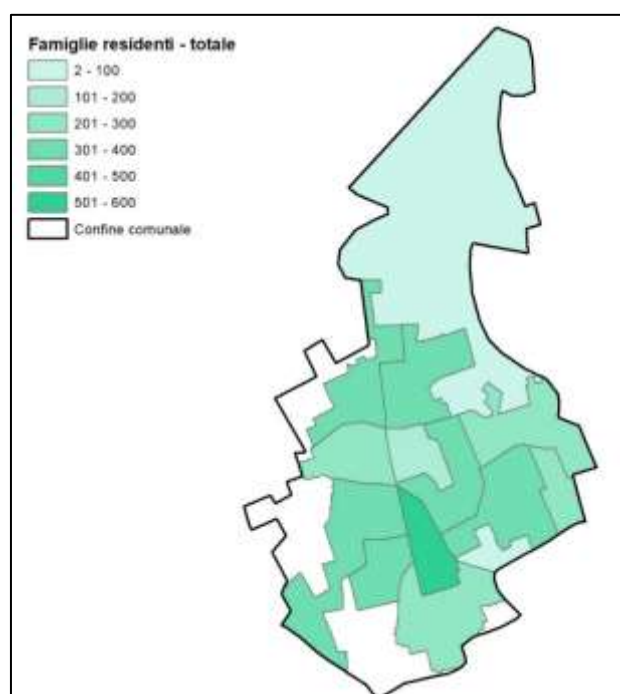 Famiglie residenti - totale
2 - 100
101 - 200
201 - 300
301 - 400
401 - 500
501 - 600
Confine comunale